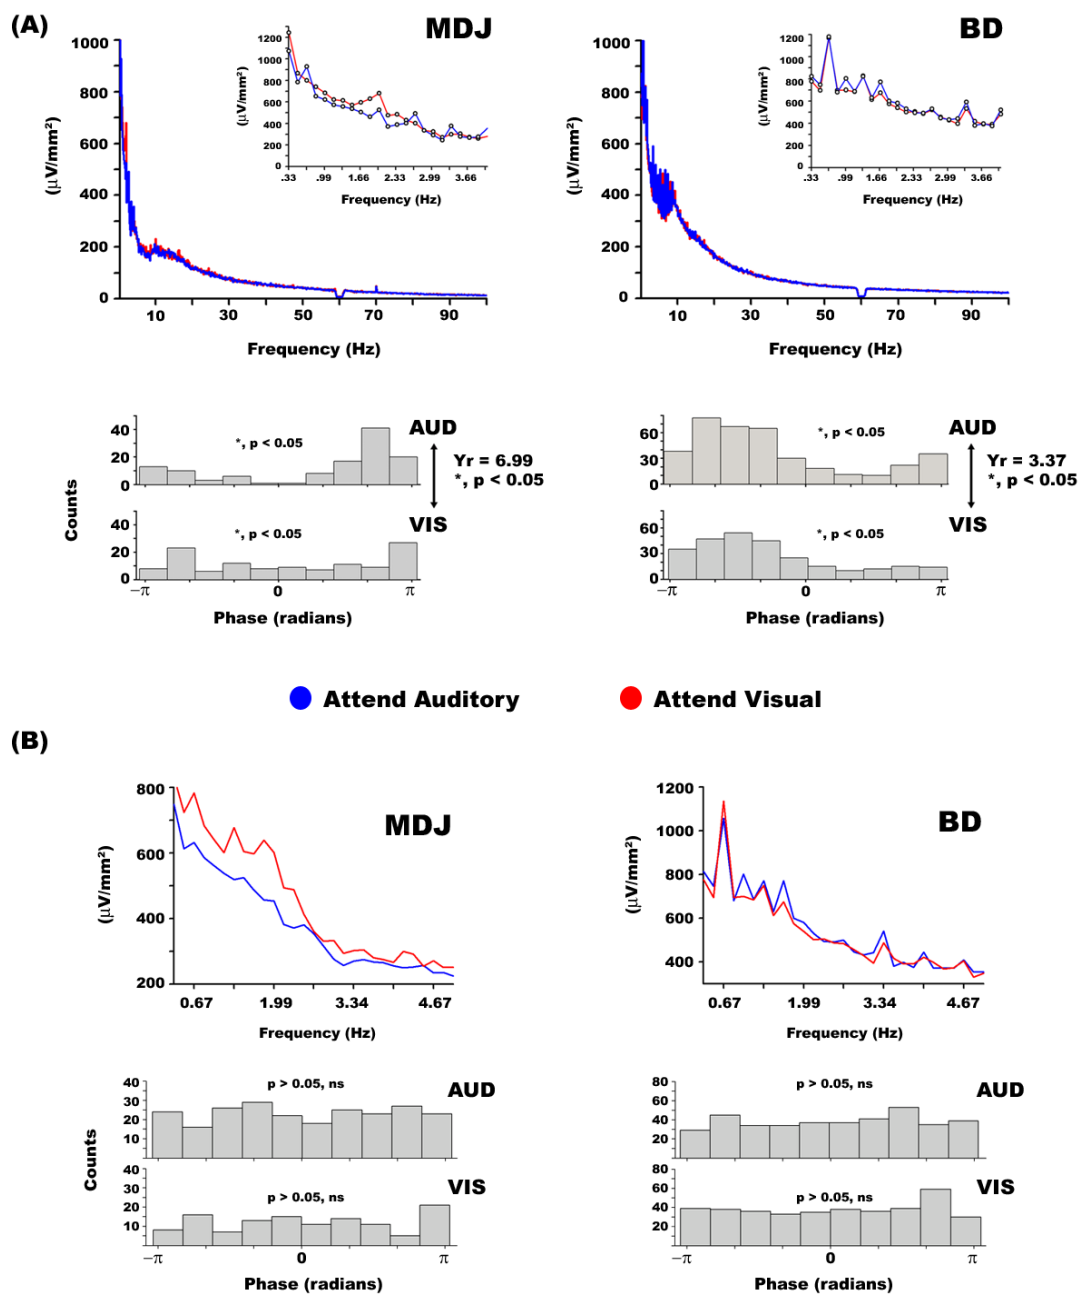 (A)
MDJ
BD
1000
800
600
400
200
0
(µV/mm²)
10 30 50 70 90
Frequency (Hz)
1200
1000
800
600
400
200
0
(µV/mm²)
.33 .99 1.66 2.33 2.99 3.66
Frequency (Hz)
1000
800
600
400
200
0
(µV/mm²)
10 30 50 70 90
Frequency (Hz)
1200
1000
800
600
400
200
0
(µV/mm²)
.33 .99 1.66 2.33 2.99 3.66
Frequency (Hz)
40
20
0
*, p < 0.05
AUD
Yr = 6.99
*, p < 0.05
VIS
40
20
0
*, p < 0.05
Counts
−π 0 π
Phase (radians)
60
30
0
*, p < 0.05
AUD
Yr = 3.37
*, p < 0.05
VIS
60
30
0
*, p < 0.05
−π 0 π
Phase (radians)
Attend Auditory
Attend Visual
(B)
800
600
400
200
(µV/mm²)
MDJ
0.67 1.99 3.34 4.67
Frequency (Hz)
1200
1000
800
600
400
(µV/mm²)
BD
0.67 1.99 3.34 4.67
Frequency (Hz)
40
30
20
10
p > 0.05, ns
AUD
Counts
40
30
20
10
p > 0.05, ns
VIS
−π 0 π
Phase (radians)
80
60
40
20
p > 0.05, ns
AUD
80
60
40
20
p > 0.05, ns
VIS
−π 0 π
Phase (radians)